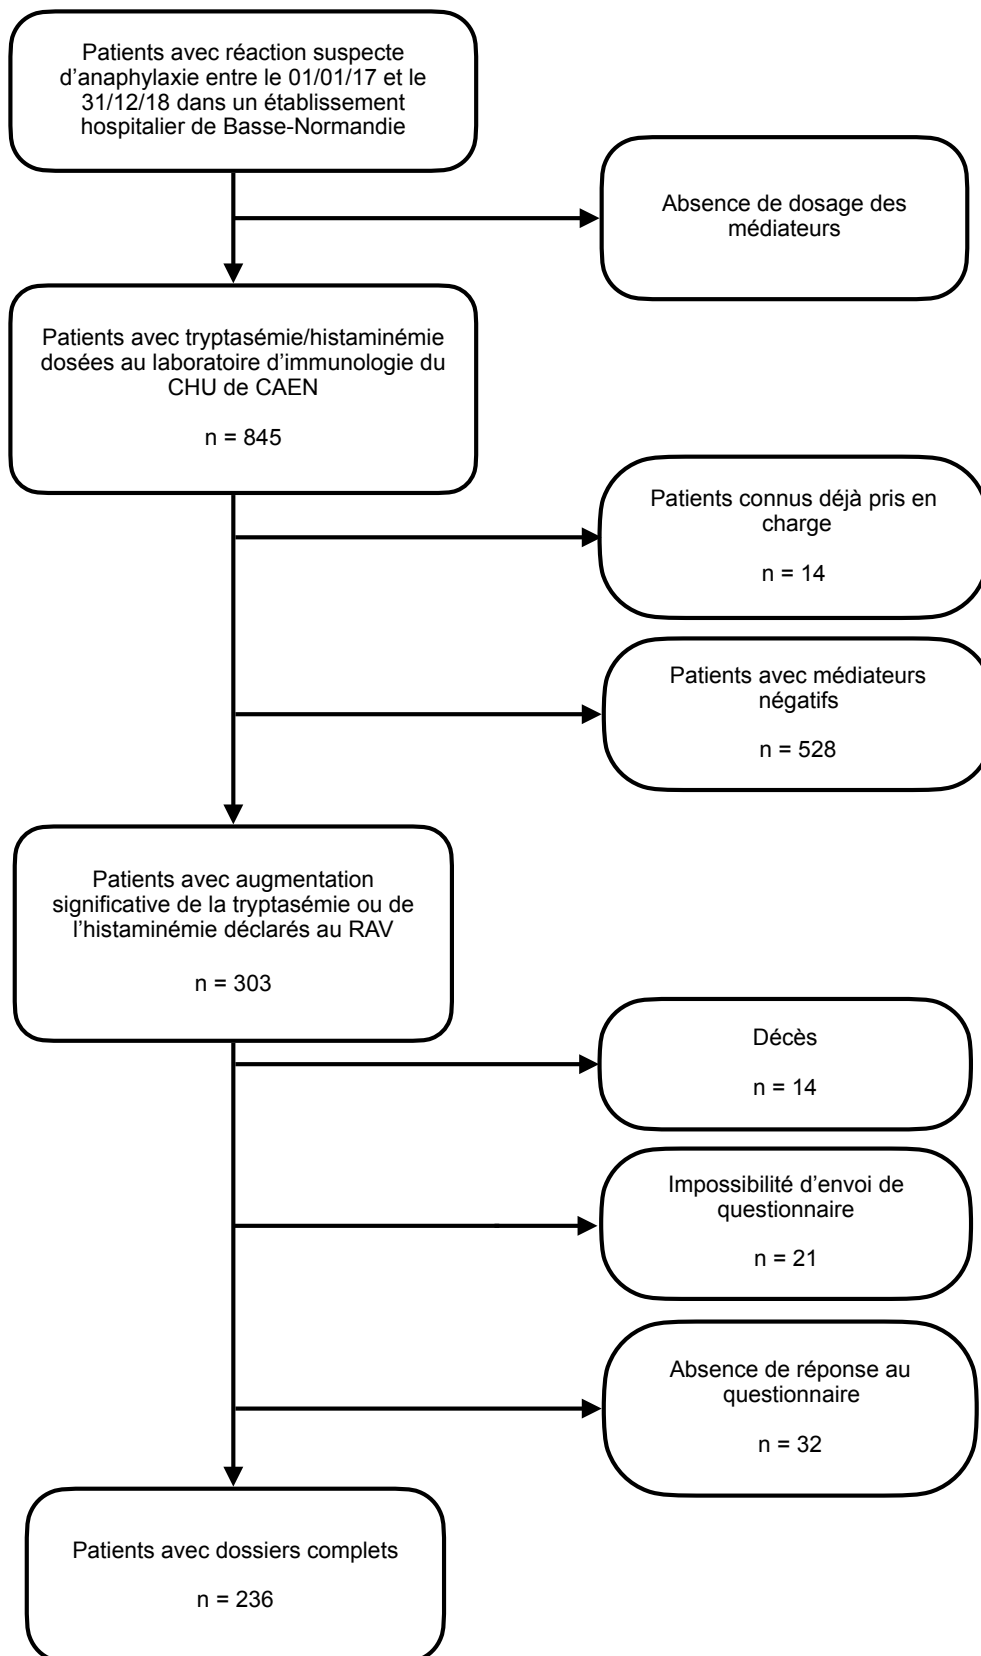 Patients avec réaction suspecte
d’anaphylaxie entre le 01/01/17 et le
31/12/18 dans un établissement
hospitalier de Basse-Normandie
Absence de dosage des
médiateurs
Patients avec tryptasémie/histaminémie
dosées au laboratoire d’immunologie du
CHU de CAEN
n = 845
Patients connus déjà pris en
charge
n = 14
Patients avec médiateurs
négatifs
n = 528
Patients avec augmentation
significative de la tryptasémie ou de
l’histaminémie déclarés au RAV
n = 303
Décès
n = 14
Impossibilité d’envoi de
questionnaire
n = 21
Absence de réponse au
questionnaire
n = 32
Patients avec dossiers complets
n = 236